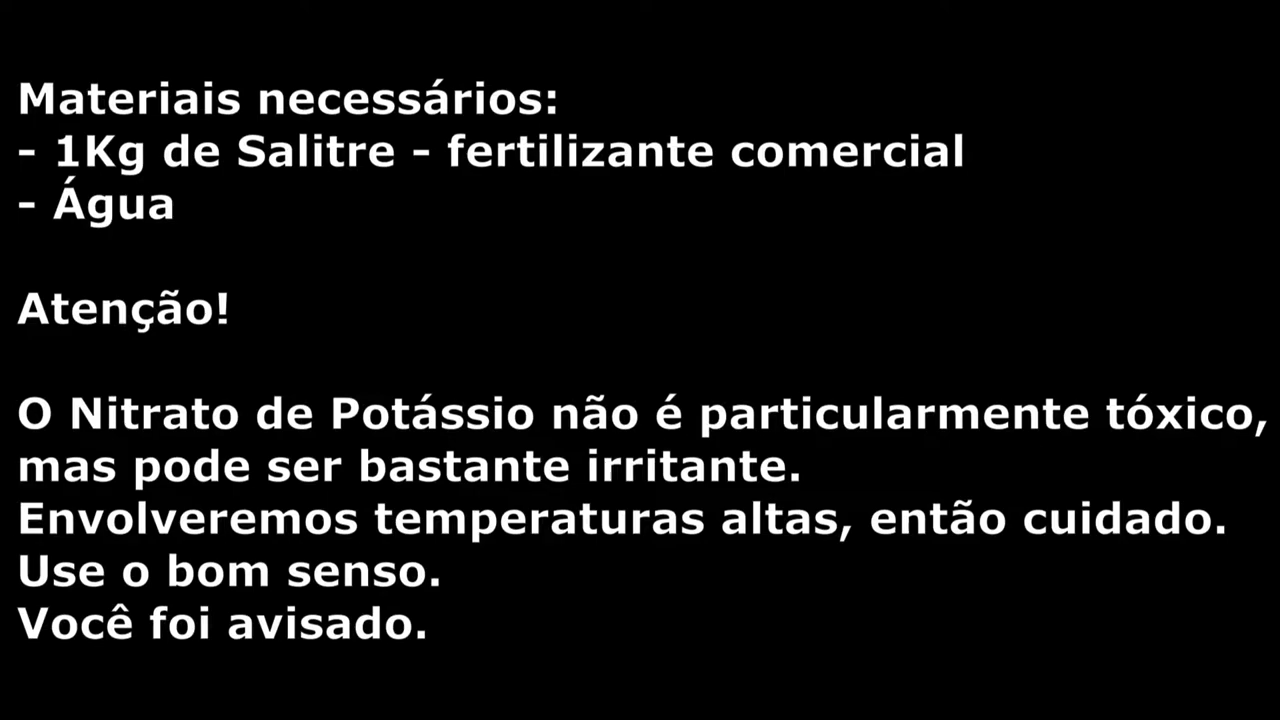 Materiais necessários:
- 1Kg de Salitre - fertilizante comercial
- Água
Atenção!
O Nitrato de Potássio não é particularmente tóxico,
mas pode ser bastante irritante.
Envolveremos temperaturas altas, então cuidado.
Use o bom senso.
Você foi avisado.